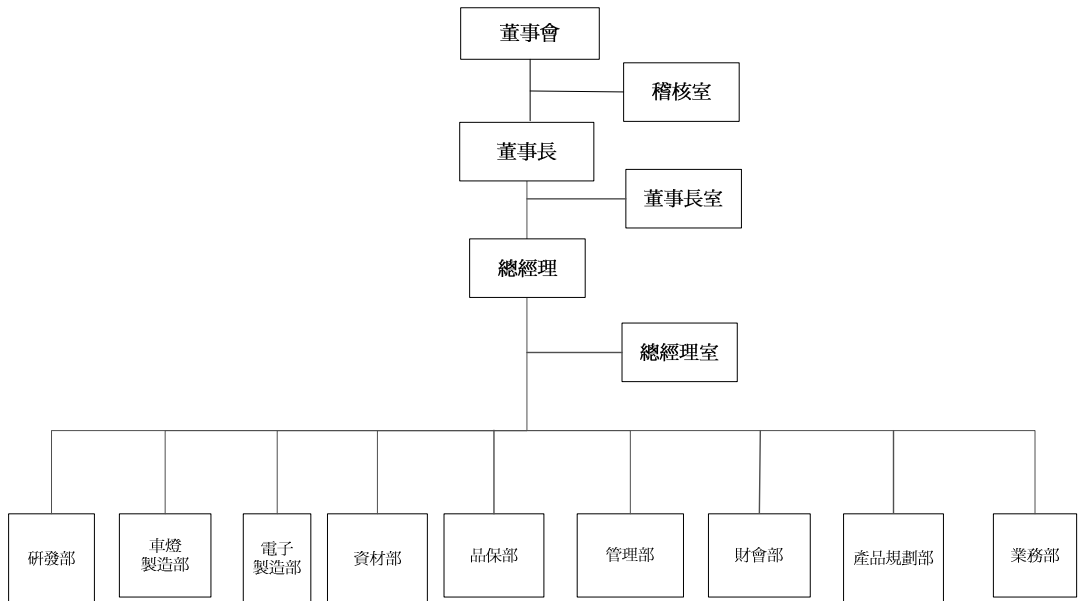 董事會
稽核室
董事長
董事長室
總經理
總經理室
研發部
車燈
製造部
電子
製造部
資材部
品保部
管理部
財會部
產品規劃部
業務部